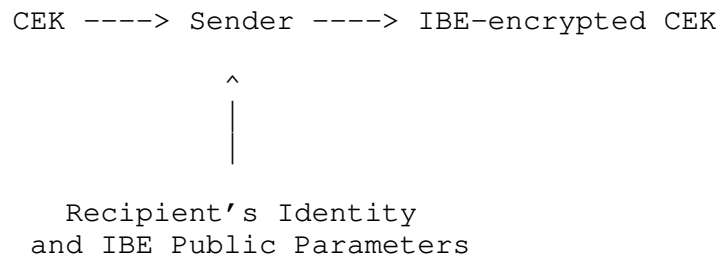 CEK ----> Sender ----> IBE-encrypted CEK
^
|
|
Recipient's Identity
and IBE Public Parameters